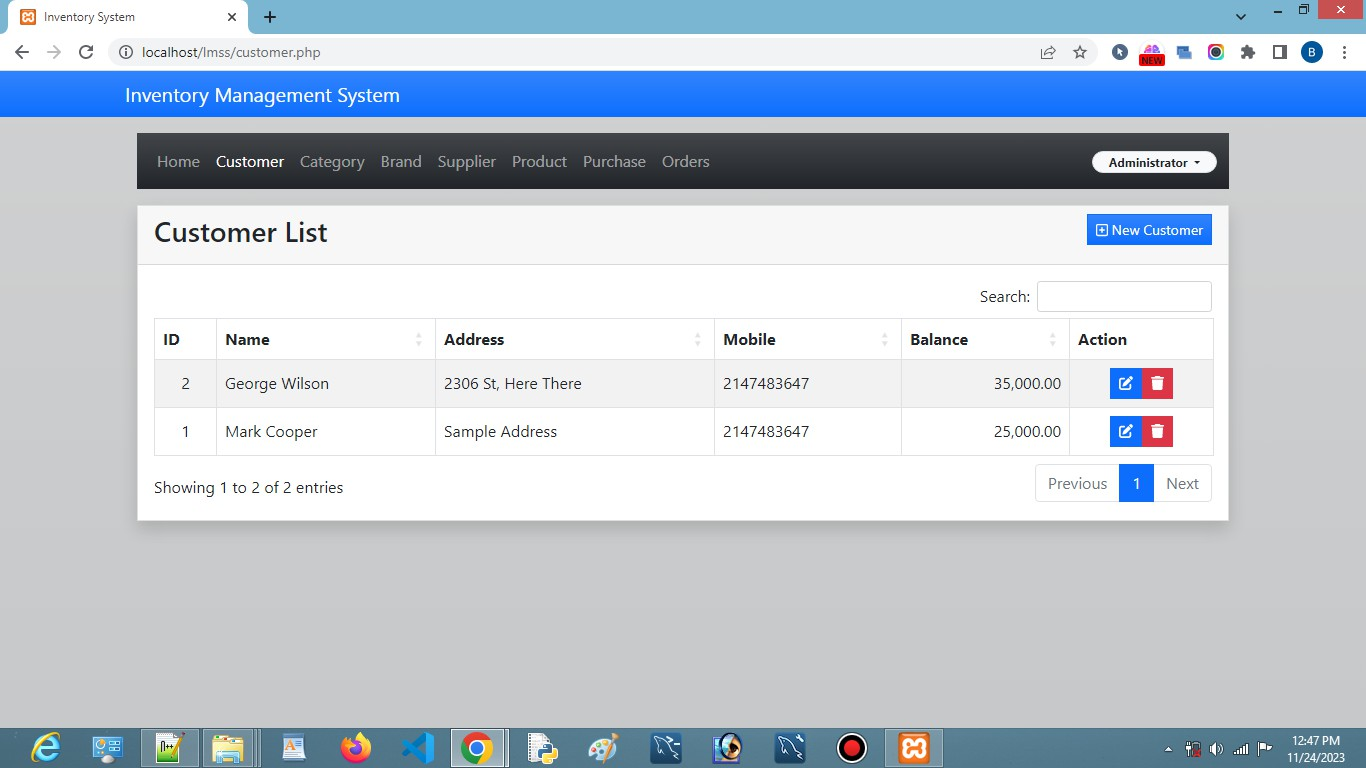 Inventory System
localhost/lmss/customer.php
NEW
B
Inventory Management System
Home Customer Category Brand Supplier Product Purchase Orders Administrator
Customer List New Customer
Search:
ID Name Address Mobile Balance Action
2 George Wilson 2306 St, Here There 2147483647 35,000.00
1 Mark Cooper Sample Address 2147483647 25,000.00
Showing 1 to 2 of 2 entries Previous 1 Next
12:47 PM
11/24/2023